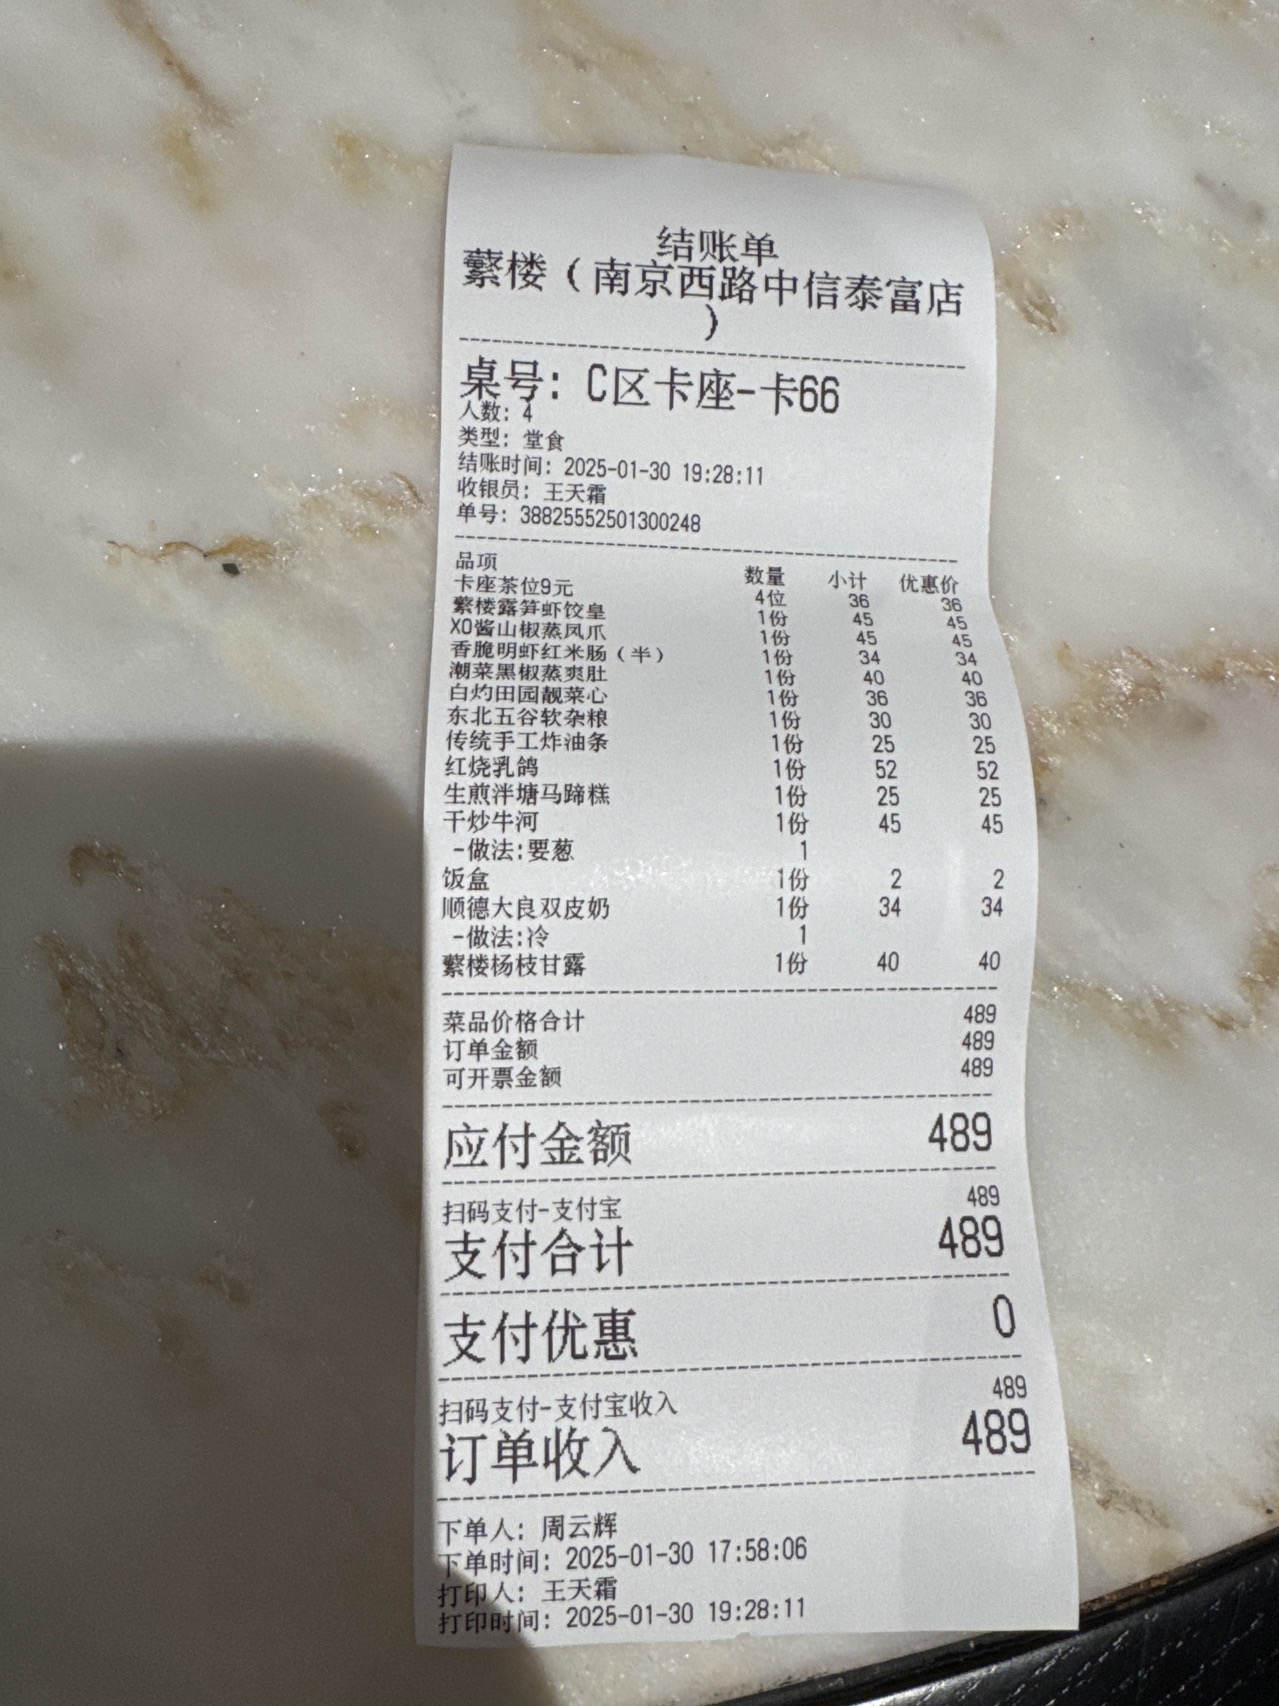 结账单
蘩楼（南京西路中信泰富店
）
桌号：C区卡座-卡66
人数：4
类型：堂食
结账时间：2025-01-30 19:28:11
收银员：王天霜
单号：38825552501300248
品项 数量 小计 优惠价
卡座茶位9元 4位 36 36
蘩楼露笋虾饺皇 1份 45 45
XO酱山椒蒸凤爪 1份 45 45
香脆明虾红米肠（半） 1份 34 34
潮菜黑椒蒸爽肚 1份 40 40
白灼田园靓菜心 1份 36 36
东北五谷软杂粮 1份 30 30
传统手工炸油条 1份 25 25
红烧乳鸽 1份 52 52
生煎泮塘马蹄糕 1份 25 25
干炒牛河 1份 45 45
-做法:要葱 1
饭盒 1份 2 2
顺德大良双皮奶 1份 34 34
-做法:冷 1
蘩楼杨枝甘露 1份 40 40
菜品价格合计 489
订单金额 489
可开票金额 489
应付金额 489
扫码支付-支付宝 489
支付合计 489
支付优惠 0
扫码支付-支付宝收入 489
订单收入 489
下单人：周云辉
下单时间：2025-01-30 17:58:06
打印人：王天霜
打印时间：2025-01-30 19:28:11